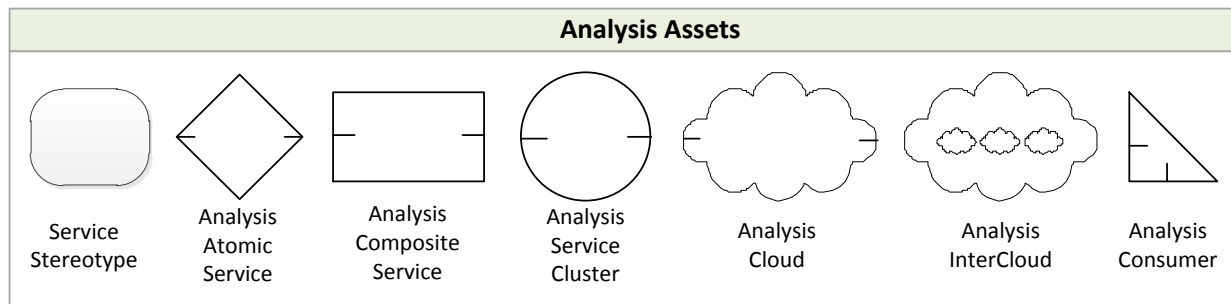 Analysis Assets
Service
Stereotype
Analysis
Atomic
Service
Analysis
Composite
Service
Analysis
Service
Cluster
Analysis
Cloud
Analysis
InterCloud
Analysis
Consumer